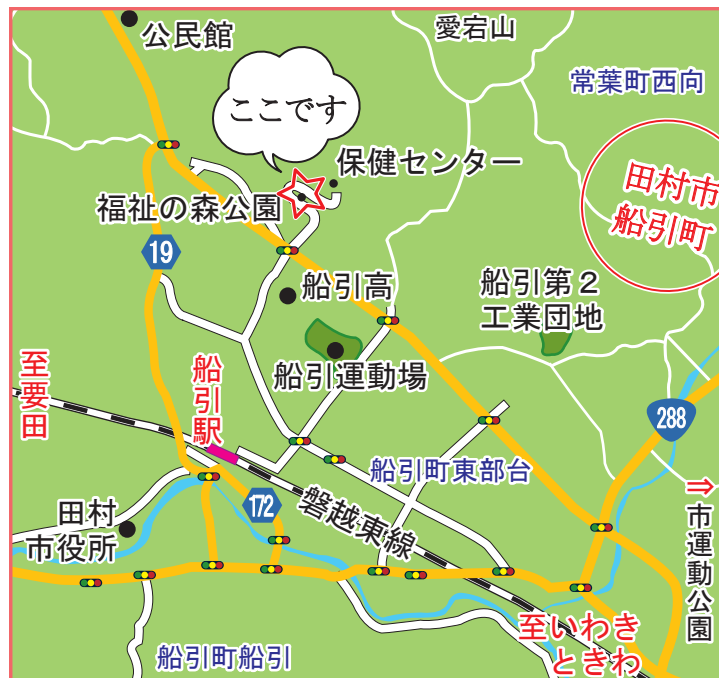 公民館
愛宕山
常葉町西向
ここです
保健センター
田村市
船引町
福祉の森公園
19
船引高
船引第２
工業団地
船引運動場
至要田
船引駅
288
船引町東部台
⇒市運動公園
172
磐越東線
田村
市役所
至いわき
ときわ
船引町船引